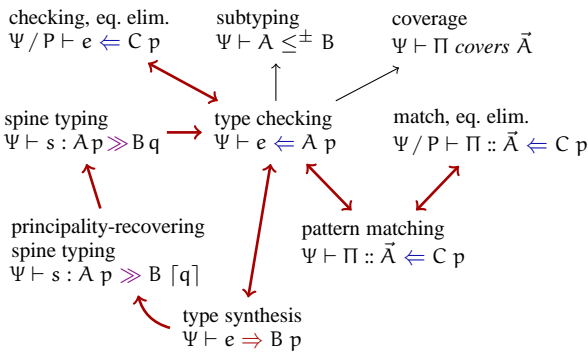 checking, eq. elim.
Ψ / P ⊢ e ⇐ C p
subtyping
Ψ ⊢ A ≤± B
coverage
Ψ ⊢ Π covers A⃗
spine typing
Ψ ⊢ s : A p ≫ B q
type checking
Ψ ⊢ e ⇐ A p
match, eq. elim.
Ψ / P ⊢ Π :: A⃗ ⇐ C p
principality-recovering
spine typing
Ψ ⊢ s : A p ≫ B ⌈q⌉
pattern matching
Ψ ⊢ Π :: A⃗ ⇐ C p
type synthesis
Ψ ⊢ e ⇒ B p